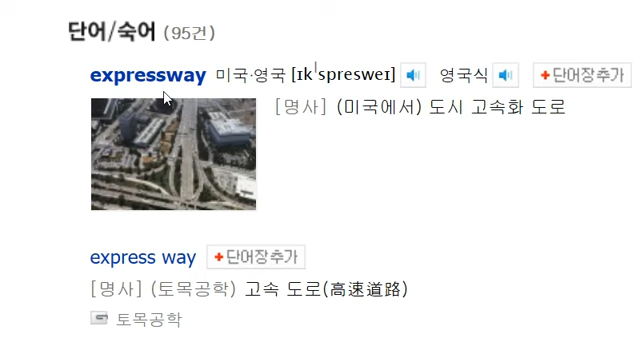 단어/숙어 (95건)
expressway 미국·영국 [ɪkˈspresweɪ] 영국식 +단어장추가
[명사] (미국에서) 도시 고속화 도로
express way +단어장추가
[명사] (토목공학) 고속 도로(高速道路)
토목공학